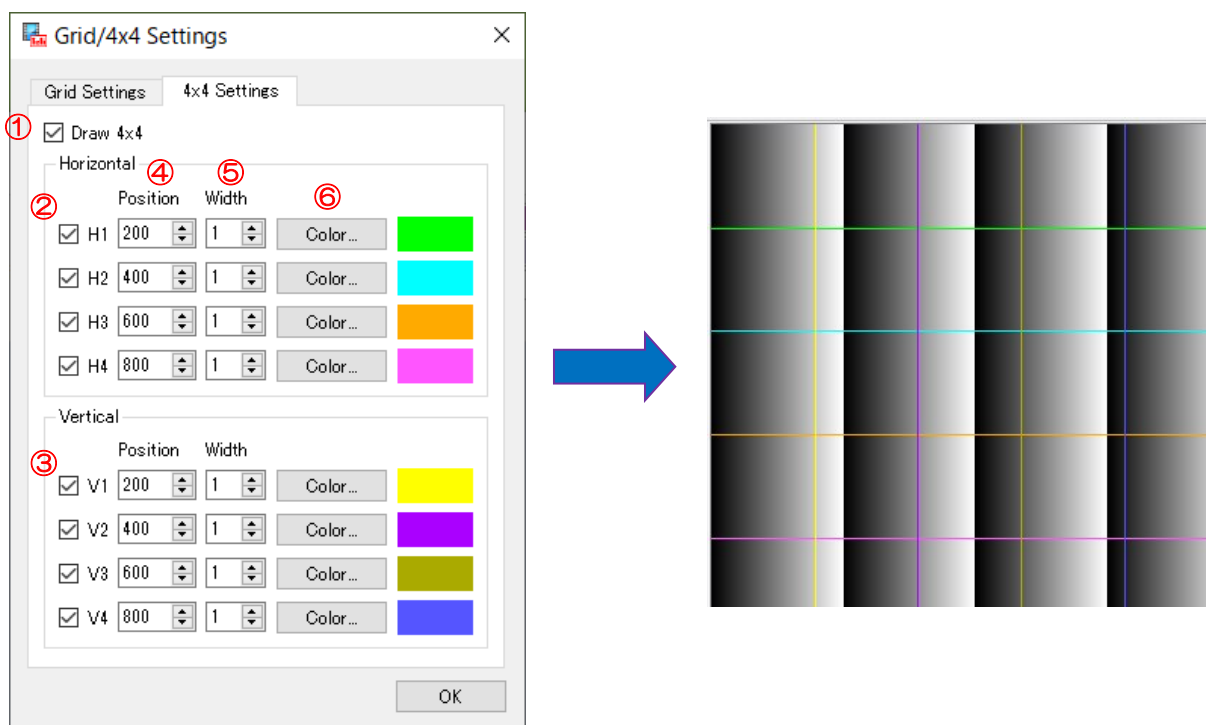 Grid/4x4 Settings
Grid Settings 4x4 Settings
① Draw 4x4
Horizontal
④ ⑤ ⑥
Position Width
②
H1 200 1 Color...
H2 400 1 Color...
H3 600 1 Color...
H4 800 1 Color...
Vertical
Position Width
③
V1 200 1 Color...
V2 400 1 Color...
V3 600 1 Color...
V4 800 1 Color...
OK